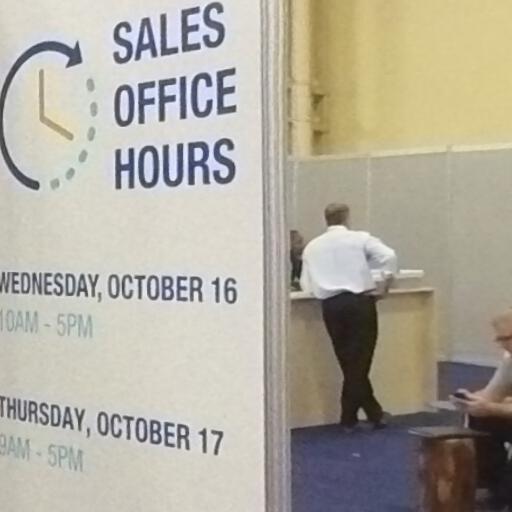 SALES
OFFICE
HOURS
WEDNESDAY, OCTOBER 16
10AM - 5PM
THURSDAY, OCTOBER 17
9AM - 5PM